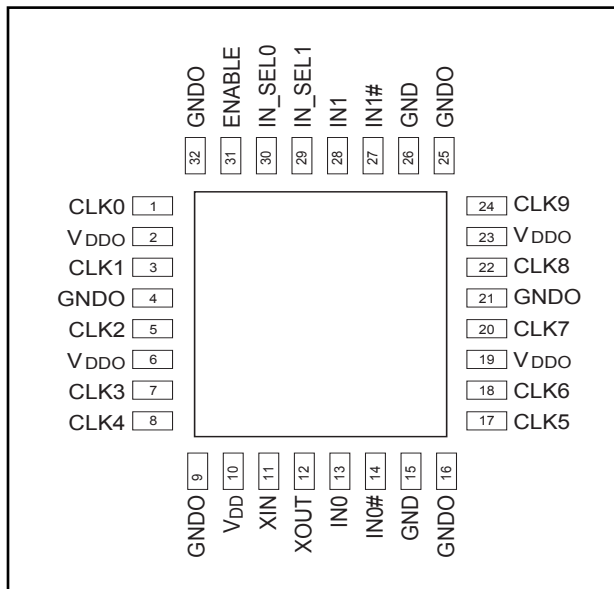 GNDO
ENABLE
IN_SEL0
IN_SEL1
IN1
IN1#
GND
GNDO
32
31
30
29
28
27
26
25
CLK0 1
VDDO 2
CLK1 3
GNDO 4
CLK2 5
VDDO 6
CLK3 7
CLK4 8
24 CLK9
23 VDDO
22 CLK8
21 GNDO
20 CLK7
19 VDDO
18 CLK6
17 CLK5
9
10
11
12
13
14
15
16
GNDO
VDD
XIN
XOUT
IN0
IN0#
GND
GNDO